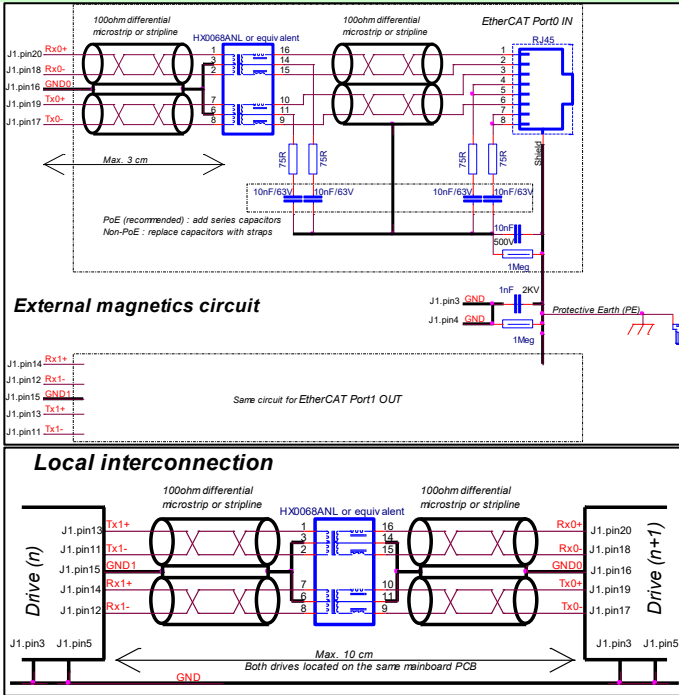 100ohm differential
microstrip or stripline
HX0068ANL or equivalent
100ohm differential
microstrip or stripline
EtherCAT Port0 IN
RJ45
J1.pin20 Rx0+
J1.pin18 Rx0-
J1.pin16 GND0
J1.pin19 Tx0+
J1.pin17 Tx0-
1
3
2
7
6
8
16
14
15
10
11
9
1
2
3
4
5
6
7
8
Shield
Max. 3 cm
75R
75R
75R
75R
10nF/63V
10nF/63V
10nF/63V
10nF/63V
PoE (recommended) : add series capacitors
Non-PoE : replace capacitors with straps
10nF
500V
1Meg
External magnetics circuit
J1.pin3 GND
J1.pin4 GND
1nF 2KV
1Meg
Protective Earth (PE)
J1.pin14 Rx1+
J1.pin12 Rx1-
J1.pin15 GND1
J1.pin13 Tx1+
J1.pin11 Tx1-
Same circuit for EtherCAT Port1 OUT
Local interconnection
100ohm differential
microstrip or stripline
HX0068ANL or equivalent
100ohm differential
microstrip or stripline
Drive (n)
J1.pin13 Tx1+
J1.pin11 Tx1-
J1.pin15 GND1
J1.pin14 Rx1+
J1.pin12 Rx1-
J1.pin3 J1.pin5
1
3
2
7
6
8
16
14
15
10
11
9
Rx0+ J1.pin20
Rx0- J1.pin18
GND0 J1.pin16
Tx0+ J1.pin19
Tx0- J1.pin17
Drive (n+1)
J1.pin3 J1.pin5
Max. 10 cm
Both drives located on the same mainboard PCB
GND